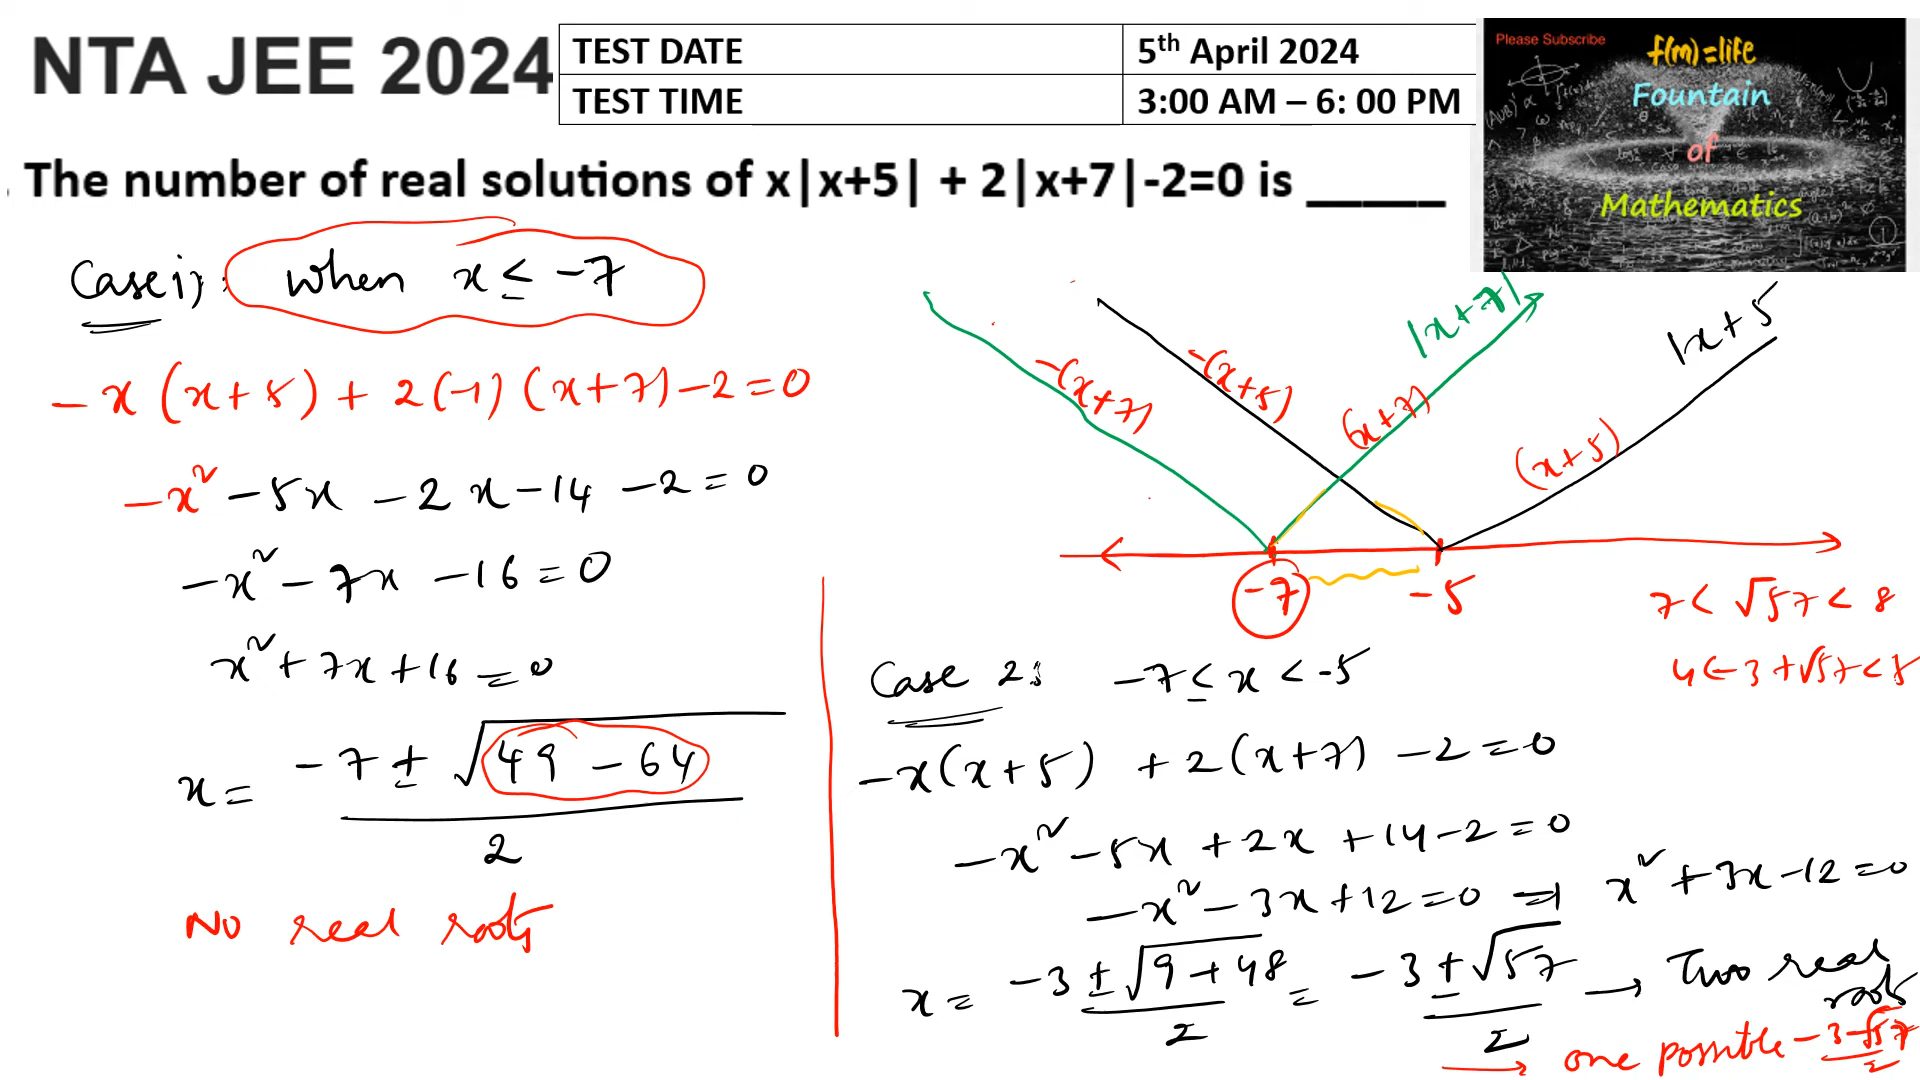 NTA JEE 2024
TEST DATE 5th April 2024
TEST TIME 3:00 AM – 6: 00 PM
Please Subscribe
f(m)=life
Fountain
of
Mathematics
The number of real solutions of x|x+5| + 2|x+7|-2=0 is _____
Case i); when x ≤ -7
-x (x+5) + 2(-1) (x+7) -2=0
-x² -5x -2x -14 -2 = 0
-x² - 7x -16 = 0
x² + 7x + 16 = 0
x = -7 ± √49 - 64
2
No real roots
-(x+7)
-(x+5)
(x+7)
|x+7|
(x+5)
|x+5
-7
-5
7 < √57 < 8
4 < -3 + √57 < 5
Case 2: -7 ≤ x < -5
-x(x+5) + 2(x+7) -2 = 0
-x² -5x + 2x + 14 -2 = 0
-x² -3x + 12 = 0 ⇒ x² + 3x -12 = 0
x = -3 ± √9+48 = -3 ± √57 → Two real roots
2 2
→ one possible -3-√57
2